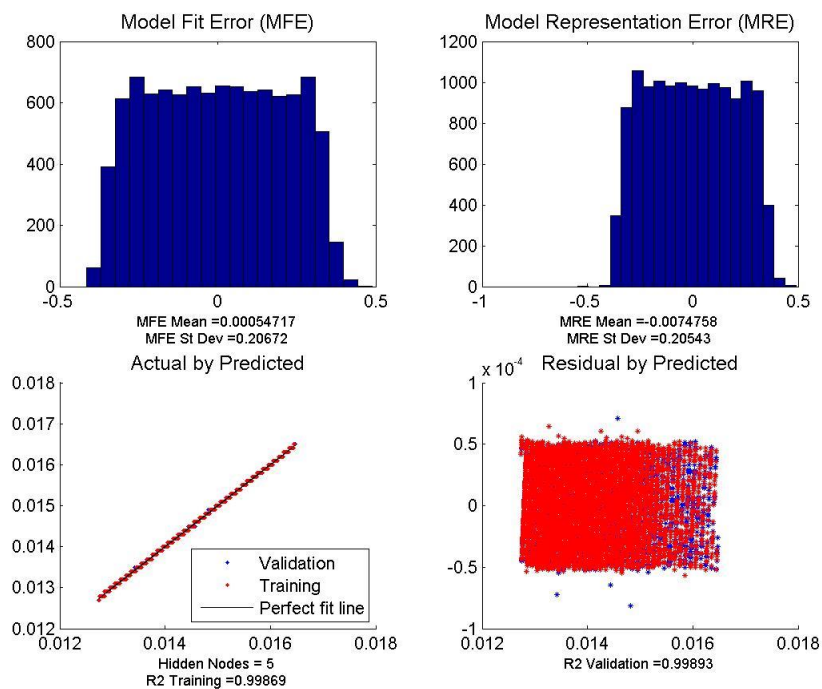 Model Fit Error (MFE)
800
600
400
200
0
-0.5
0
0.5
MFE Mean =0.00054717
MFE St Dev =0.20672
Model Representation Error (MRE)
1200
1000
800
600
400
200
0
-1
-0.5
0
0.5
MRE Mean=-0.0074758
MRE St Dev =0.20543
Actual by Predicted
0.018
0.017
0.016
0.015
0.014
0.013
0.012
0.012
0.014
0.016
0.018
Validation
Training
Perfect fit line
Hidden Nodes = 5
R2 Training=0.99869
x 10-4
Residual by Predicted
1
0.5
0
-0.5
-1
0.012
0.014
0.016
0.018
R2 Validation=0.99893